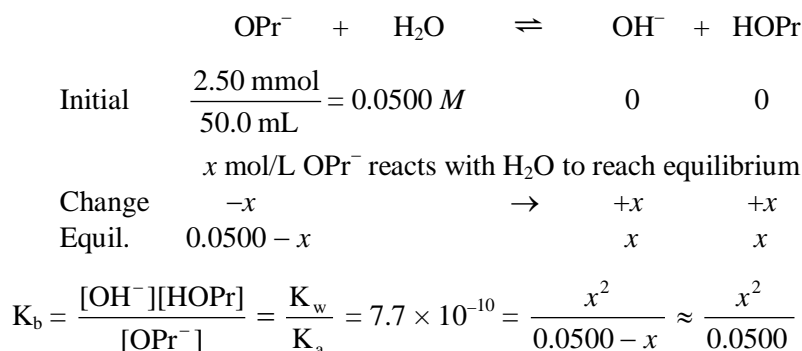 OPr⁻ + H₂O ⇌ OH⁻ + HOPr
Initial 2.50 mmol / 50.0 mL = 0.0500 M 0 0
x mol/L OPr⁻ reacts with H₂O to reach equilibrium
Change –x → +x +x
Equil. 0.0500 – x x x
K_b = [OH⁻][HOPr] / [OPr⁻] = K_w / K_a = 7.7 × 10⁻¹⁰ = x² / (0.0500 – x) ≈ x² / 0.0500